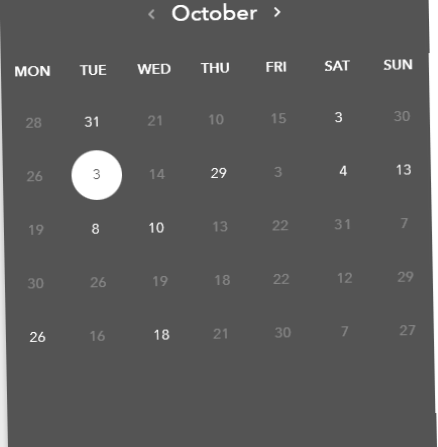 ‹ October ›
MON TUE WED THU FRI SAT SUN
28 31 21 10 15 3 30
26 3 14 29 3 4 13
19 8 10 13 22 31 7
30 26 19 18 22 12 29
26 16 18 21 30 7 27